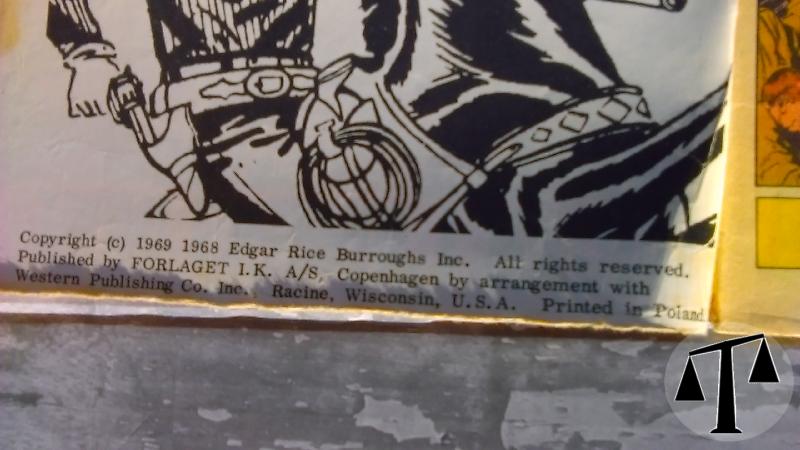 Copyright (c) 1969 1968 Edgar Rice Burroughs Inc. All rights reserved.
Published by FORLAGET I.K. A/S, Copenhagen by arrangement with
Western Publishing Co. Inc., Racine, Wisconsin, U.S.A. Printed in Poland